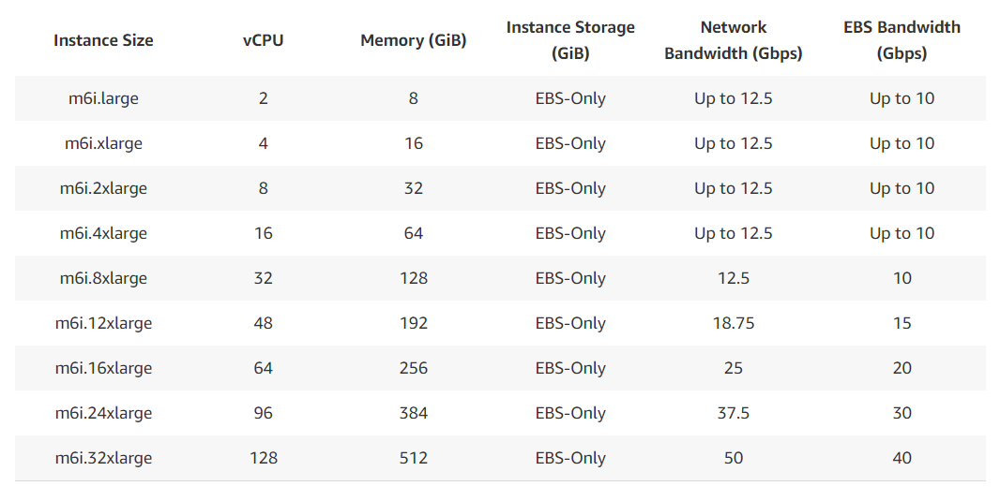 Instance Size vCPU Memory (GiB) Instance Storage (GiB) Network Bandwidth (Gbps) EBS Bandwidth (Gbps)
m6i.large 2 8 EBS-Only Up to 12.5 Up to 10
m6i.xlarge 4 16 EBS-Only Up to 12.5 Up to 10
m6i.2xlarge 8 32 EBS-Only Up to 12.5 Up to 10
m6i.4xlarge 16 64 EBS-Only Up to 12.5 Up to 10
m6i.8xlarge 32 128 EBS-Only 12.5 10
m6i.12xlarge 48 192 EBS-Only 18.75 15
m6i.16xlarge 64 256 EBS-Only 25 20
m6i.24xlarge 96 384 EBS-Only 37.5 30
m6i.32xlarge 128 512 EBS-Only 50 40